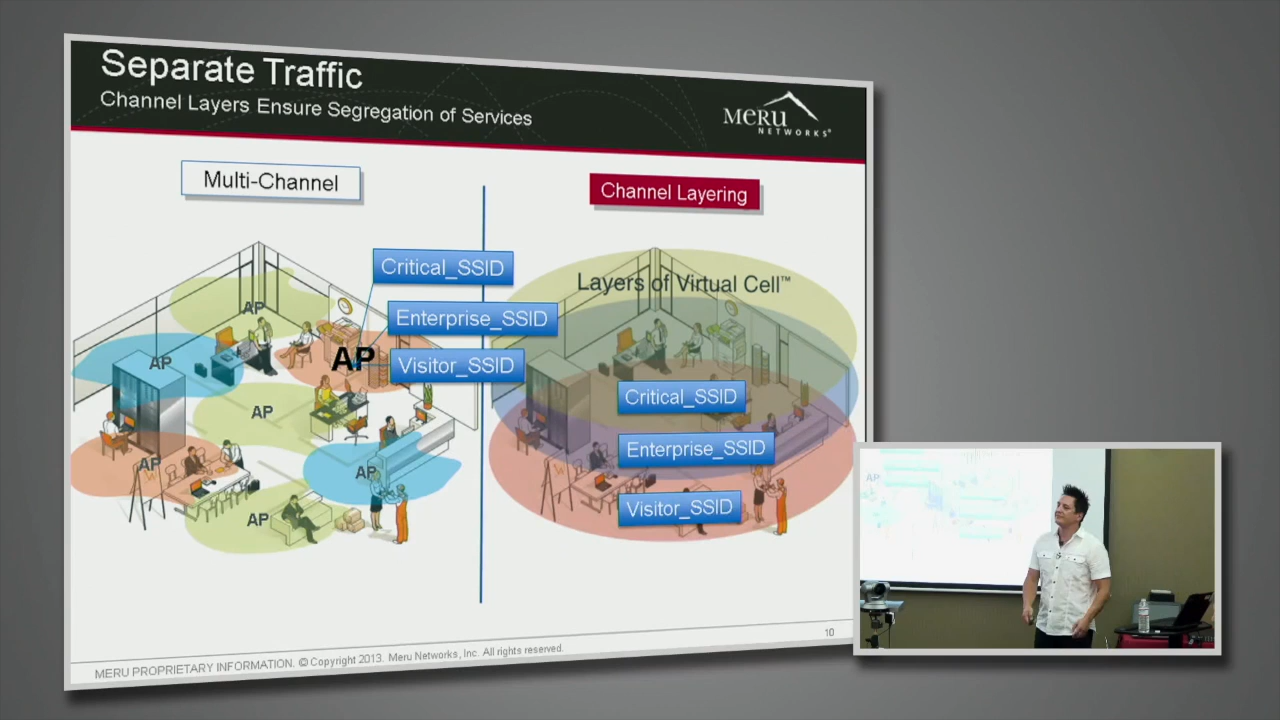 Separate Traffic
Channel Layers Ensure Segregation of Services
MERU
NETWORKS
Multi-Channel
Channel Layering
Critical_SSID
Enterprise_SSID
Visitor_SSID
AP
AP
AP
AP
AP
AP
AP
Layers of Virtual Cell™
Critical_SSID
Enterprise_SSID
Visitor_SSID
AP
10
MERU PROPRIETARY INFORMATION. © Copyright 2013. Meru Networks, Inc. All rights reserved.